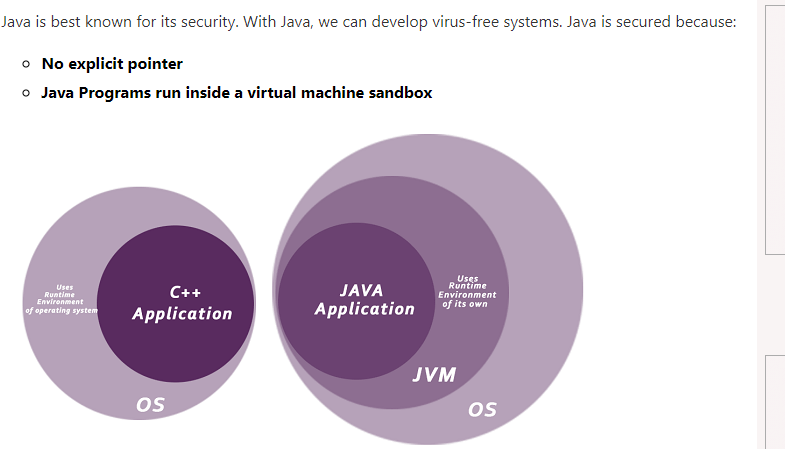 Java is best known for its security. With Java, we can develop virus-free systems. Java is secured because:
No explicit pointer
Java Programs run inside a virtual machine sandbox
Uses
Runtime
Environment
of operating system
C++
Application
OS
JAVA
Application
Uses
Runtime
Environment
of its own
JVM
OS